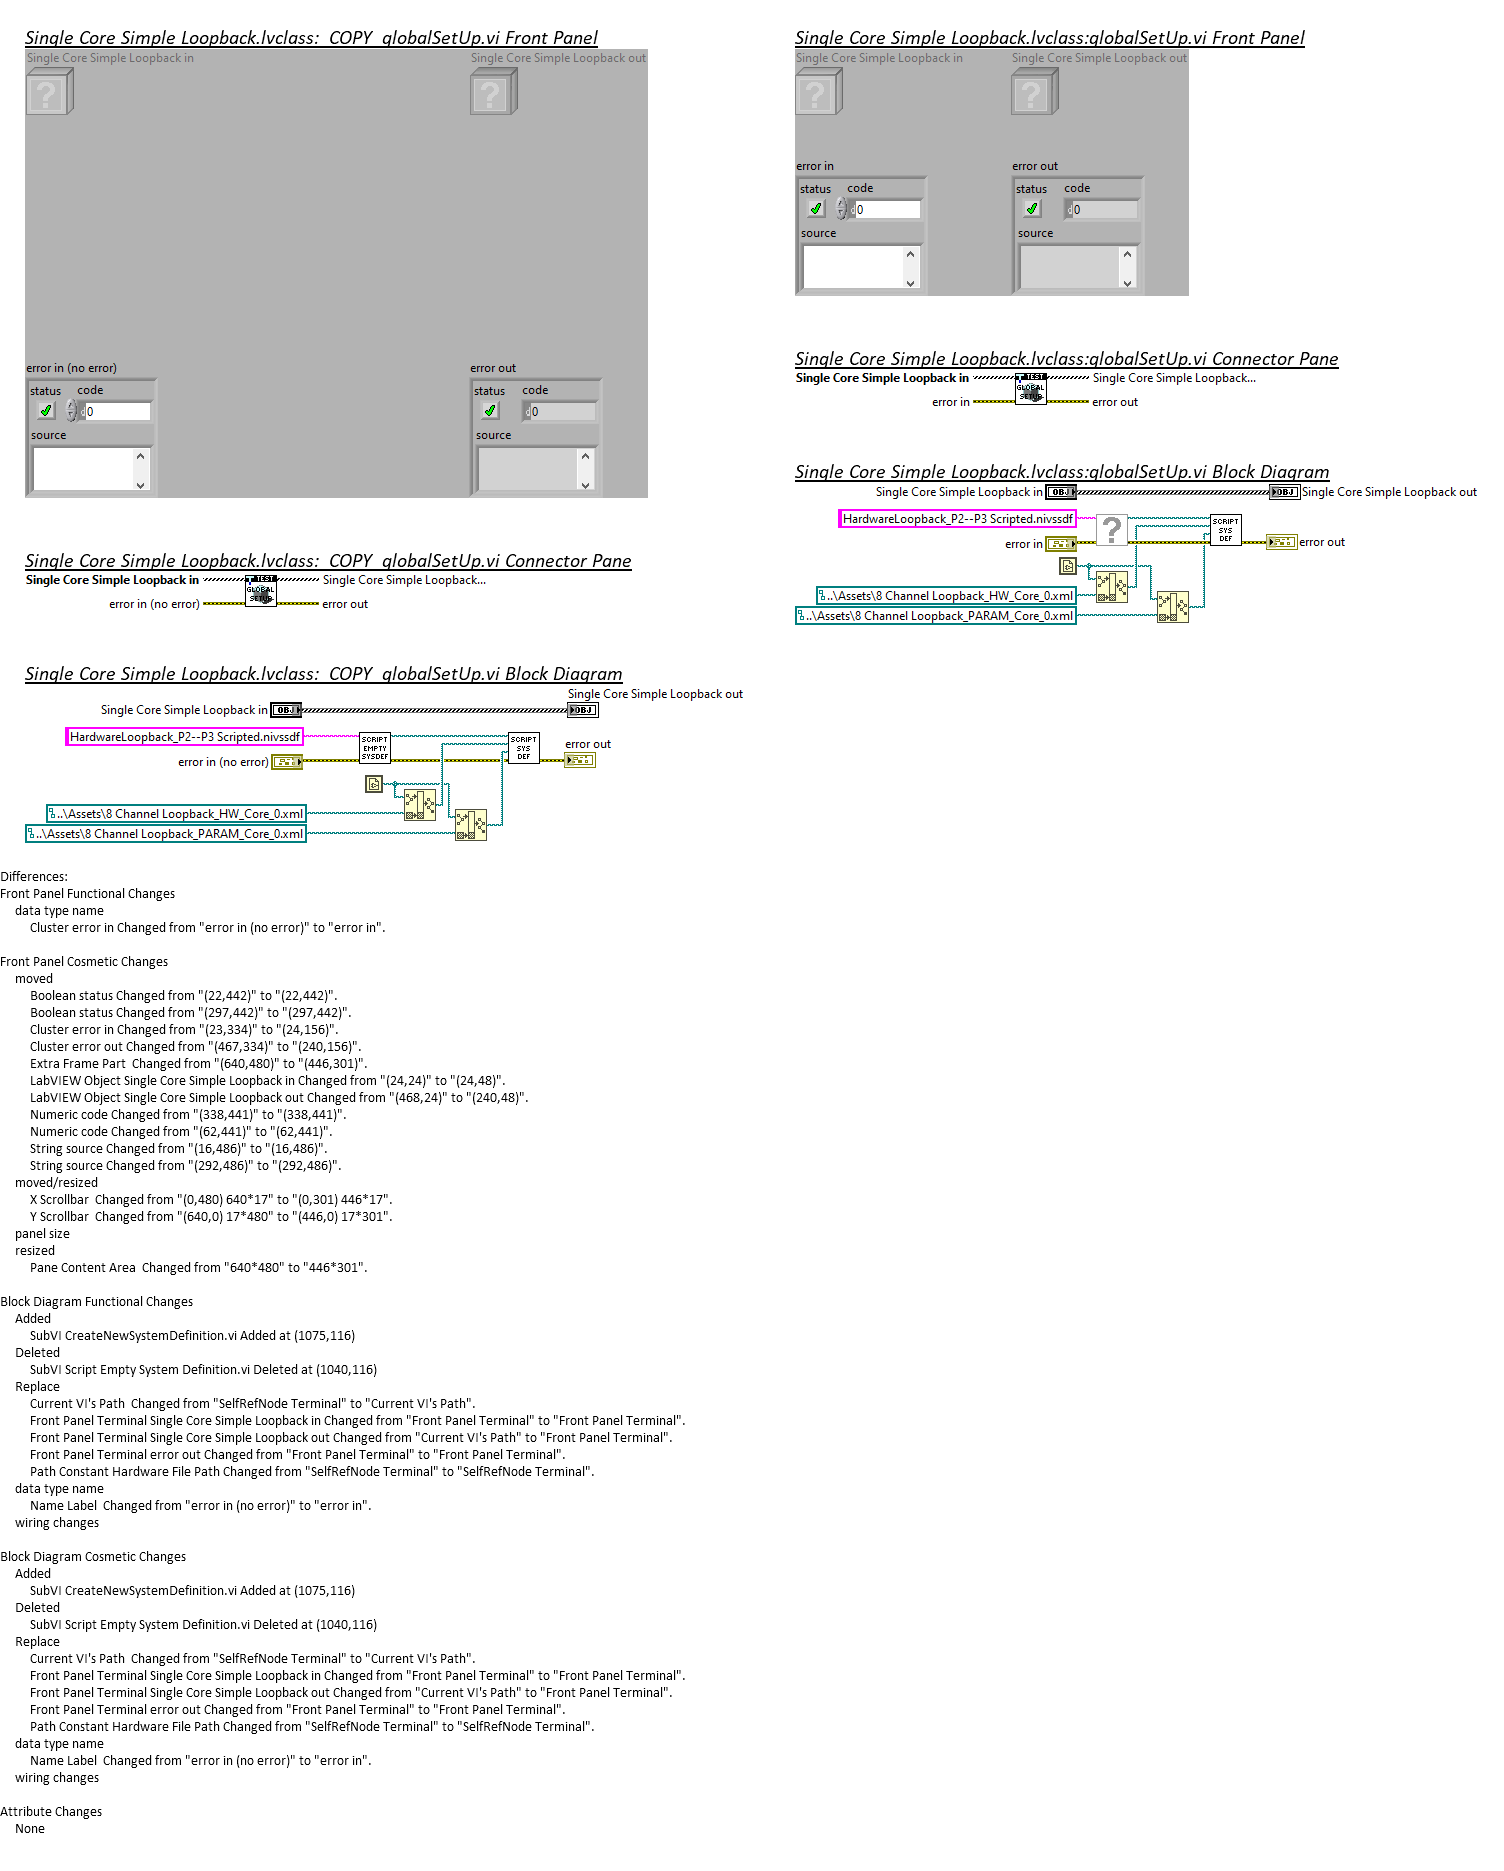 Single Core Simple Loopback.lvclass:_COPY_globalSetUp.vi Front Panel
Single Core Simple Loopback in
Single Core Simple Loopback out
?
?
error in (no error)
error out
status code
0
source
status code
0
source
Single Core Simple Loopback.lvclass:_COPY_globalSetUp.vi Connector Pane
Single Core Simple Loopback in
TEST
GLOBAL
SETUP
Single Core Simple Loopback...
error in (no error)
error out
Single Core Simple Loopback.lvclass:_COPY_globalSetUp.vi Block Diagram
Single Core Simple Loopback out
Single Core Simple Loopback in
OBJ
OBJ
HardwareLoopback_P2--P3 Scripted.nivssdf
SCRIPT
EMPTY
SYSDEF
SCRIPT
SYS
DEF
error out
error in (no error)
..\Assets\8 Channel Loopback_HW_Core_0.xml
..\Assets\8 Channel Loopback_PARAM_Core_0.xml
Single Core Simple Loopback.lvclass:globalSetUp.vi Front Panel
Single Core Simple Loopback in
Single Core Simple Loopback out
?
?
error in
error out
status code
0
source
status code
0
source
Single Core Simple Loopback.lvclass:globalSetUp.vi Connector Pane
Single Core Simple Loopback in
TEST
GLOBAL
SETUP
Single Core Simple Loopback...
error in
error out
Single Core Simple Loopback.lvclass:globalSetUp.vi Block Diagram
Single Core Simple Loopback in
OBJ
OBJ
Single Core Simple Loopback out
HardwareLoopback_P2--P3 Scripted.nivssdf
?
SCRIPT
SYS
DEF
error in
error out
..\Assets\8 Channel Loopback_HW_Core_0.xml
..\Assets\8 Channel Loopback_PARAM_Core_0.xml
Differences:
Front Panel Functional Changes
data type name
Cluster error in Changed from "error in (no error)" to "error in".
Front Panel Cosmetic Changes
moved
Boolean status Changed from "(22,442)" to "(22,442)".
Boolean status Changed from "(297,442)" to "(297,442)".
Cluster error in Changed from "(23,334)" to "(24,156)".
Cluster error out Changed from "(467,334)" to "(240,156)".
Extra Frame Part  Changed from "(640,480)" to "(446,301)".
LabVIEW Object Single Core Simple Loopback in Changed from "(24,24)" to "(24,48)".
LabVIEW Object Single Core Simple Loopback out Changed from "(468,24)" to "(240,48)".
Numeric code Changed from "(338,441)" to "(338,441)".
Numeric code Changed from "(62,441)" to "(62,441)".
String source Changed from "(16,486)" to "(16,486)".
String source Changed from "(292,486)" to "(292,486)".
moved/resized
X Scrollbar  Changed from "(0,480) 640*17" to "(0,301) 446*17".
Y Scrollbar  Changed from "(640,0) 17*480" to "(446,0) 17*301".
panel size
resized
Pane Content Area  Changed from "640*480" to "446*301".
Block Diagram Functional Changes
Added
SubVI CreateNewSystemDefinition.vi Added at (1075,116)
Deleted
SubVI Script Empty System Definition.vi Deleted at (1040,116)
Replace
Current VI's Path  Changed from "SelfRefNode Terminal" to "Current VI's Path".
Front Panel Terminal Single Core Simple Loopback in Changed from "Front Panel Terminal" to "Front Panel Terminal".
Front Panel Terminal Single Core Simple Loopback out Changed from "Current VI's Path" to "Front Panel Terminal".
Front Panel Terminal error out Changed from "Front Panel Terminal" to "Front Panel Terminal".
Path Constant Hardware File Path Changed from "SelfRefNode Terminal" to "SelfRefNode Terminal".
data type name
Name Label  Changed from "error in (no error)" to "error in".
wiring changes
Block Diagram Cosmetic Changes
Added
SubVI CreateNewSystemDefinition.vi Added at (1075,116)
Deleted
SubVI Script Empty System Definition.vi Deleted at (1040,116)
Replace
Current VI's Path  Changed from "SelfRefNode Terminal" to "Current VI's Path".
Front Panel Terminal Single Core Simple Loopback in Changed from "Front Panel Terminal" to "Front Panel Terminal".
Front Panel Terminal Single Core Simple Loopback out Changed from "Current VI's Path" to "Front Panel Terminal".
Front Panel Terminal error out Changed from "Front Panel Terminal" to "Front Panel Terminal".
Path Constant Hardware File Path Changed from "SelfRefNode Terminal" to "SelfRefNode Terminal".
data type name
Name Label  Changed from "error in (no error)" to "error in".
wiring changes
Attribute Changes
None